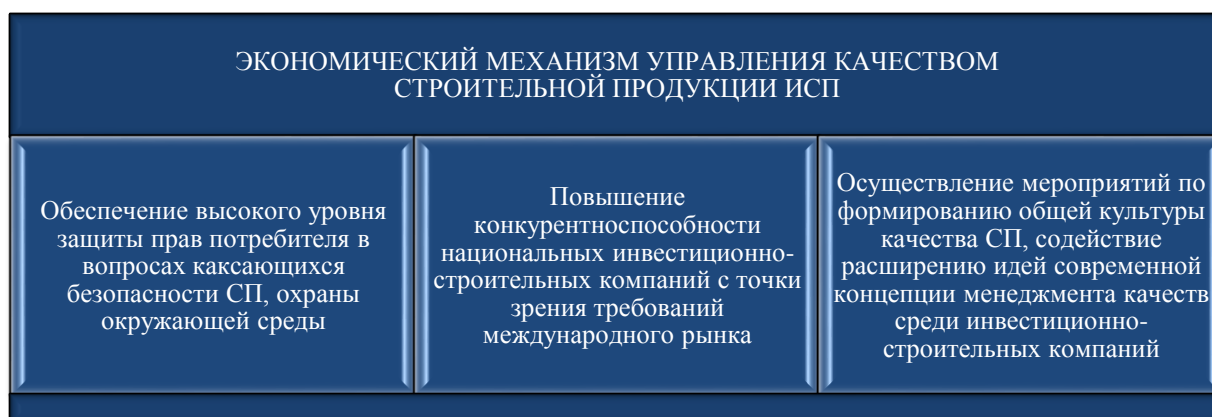 ЭКОНОМИЧЕСКИЙ МЕХАНИЗМ УПРАВЛЕНИЯ КАЧЕСТВОМ
СТРОИТЕЛЬНОЙ ПРОДУКЦИИ ИСП
Обеспечение высокого уровня
защиты прав потребителя в
вопросах каксающихся
безопасности СП, охраны
окружающей среды
Повышение
конкурентноспособности
национальных инвестиционно-
строительных компаний с точки
зрения требований
международного рынка
Осуществление мероприятий по
формированию общей культуры
качества СП, содействие
расширению идей современной
концепции менеджмента качеств
среди инвестиционно-
строительных компаний